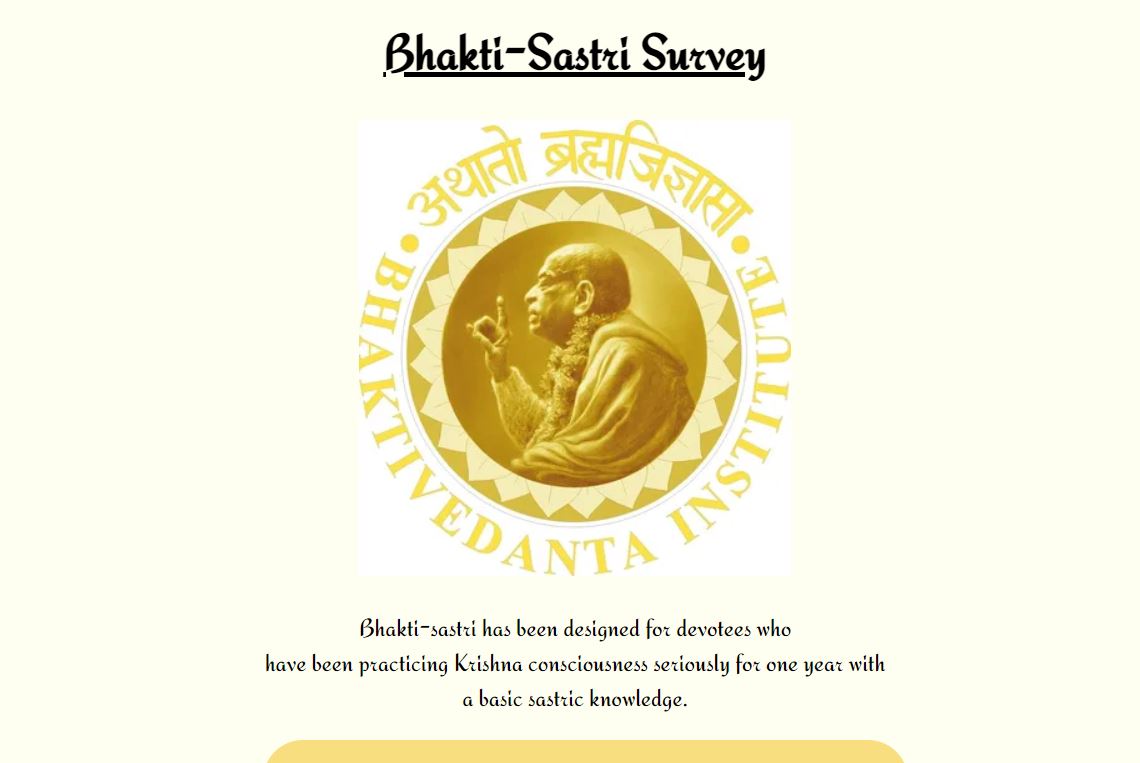 Bhakti-Sastri Survey
अथातो ब्रह्मजिज्ञासा
BHAKTIVEDANTA INSTITUTE
Bhakti-sastri has been designed for devotees who
have been practicing Krishna consciousness seriously for one year with
a basic sastric knowledge.